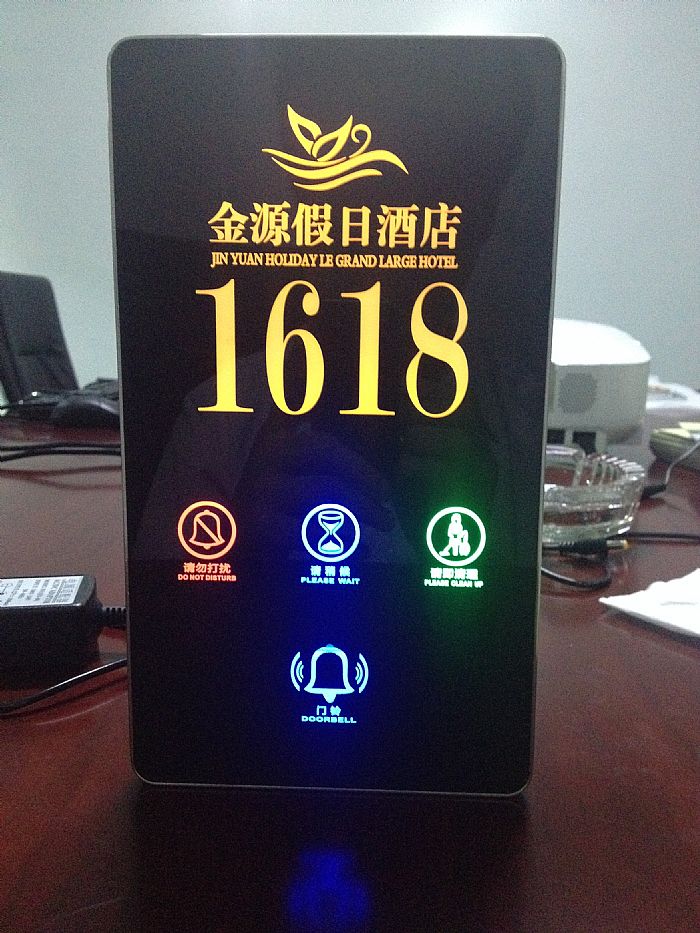 金源假日酒店
JIN YUAN HOLIDAY LE GRAND LARGE HOTEL
1618
请勿打扰
DO NOT DISTURB
请稍候
PLEASE WAIT
请即清理
PLEASE CLEAN UP
门铃
DOORBELL